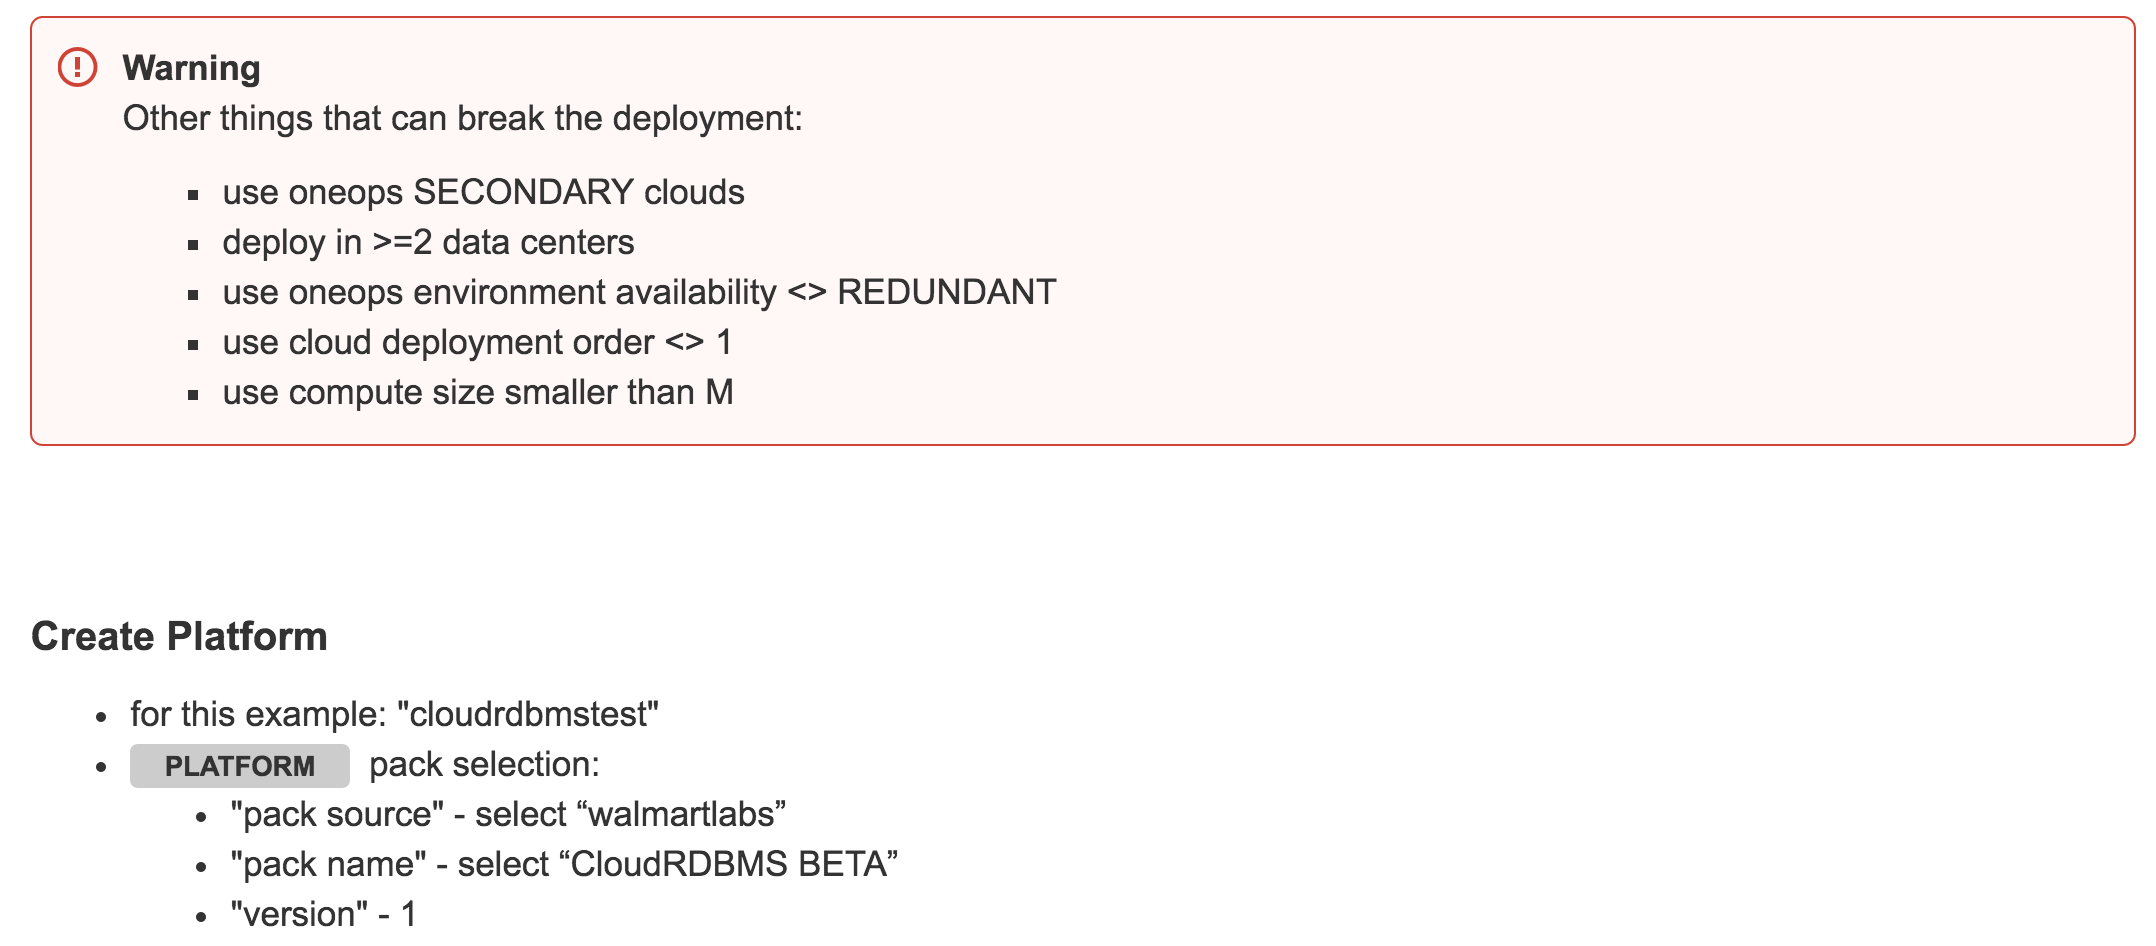 Warning
Other things that can break the deployment:
use oneops SECONDARY clouds
deploy in >=2 data centers
use oneops environment availability <> REDUNDANT
use cloud deployment order <> 1
use compute size smaller than M
Create Platform
for this example: "cloudrdbmstest"
PLATFORM pack selection:
"pack source" - select “walmartlabs”
"pack name" - select “CloudRDBMS BETA”
"version" - 1